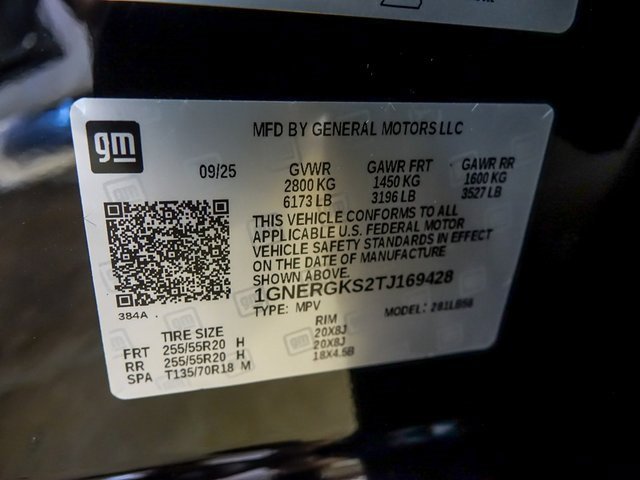 gm
MFD BY GENERAL MOTORS LLC
09/25 GVWR GAWR FRT GAWR RR
2800 KG 1450 KG 1600 KG
6173 LB 3196 LB 3527 LB
THIS VEHICLE CONFORMS TO ALL
APPLICABLE U.S. FEDERAL MOTOR
VEHICLE SAFETY STANDARDS IN EFFECT
ON THE DATE OF MANUFACTURE
SHOWN ABOVE.
1GNERGKS2TJ169428
384A TYPE: MPV MODEL: 281LB56
TIRE SIZE RIM
FRT 255/55R20 H 20X8J
RR 255/55R20 H 20X8J
SPA T135/70R18 M 18X4.5B